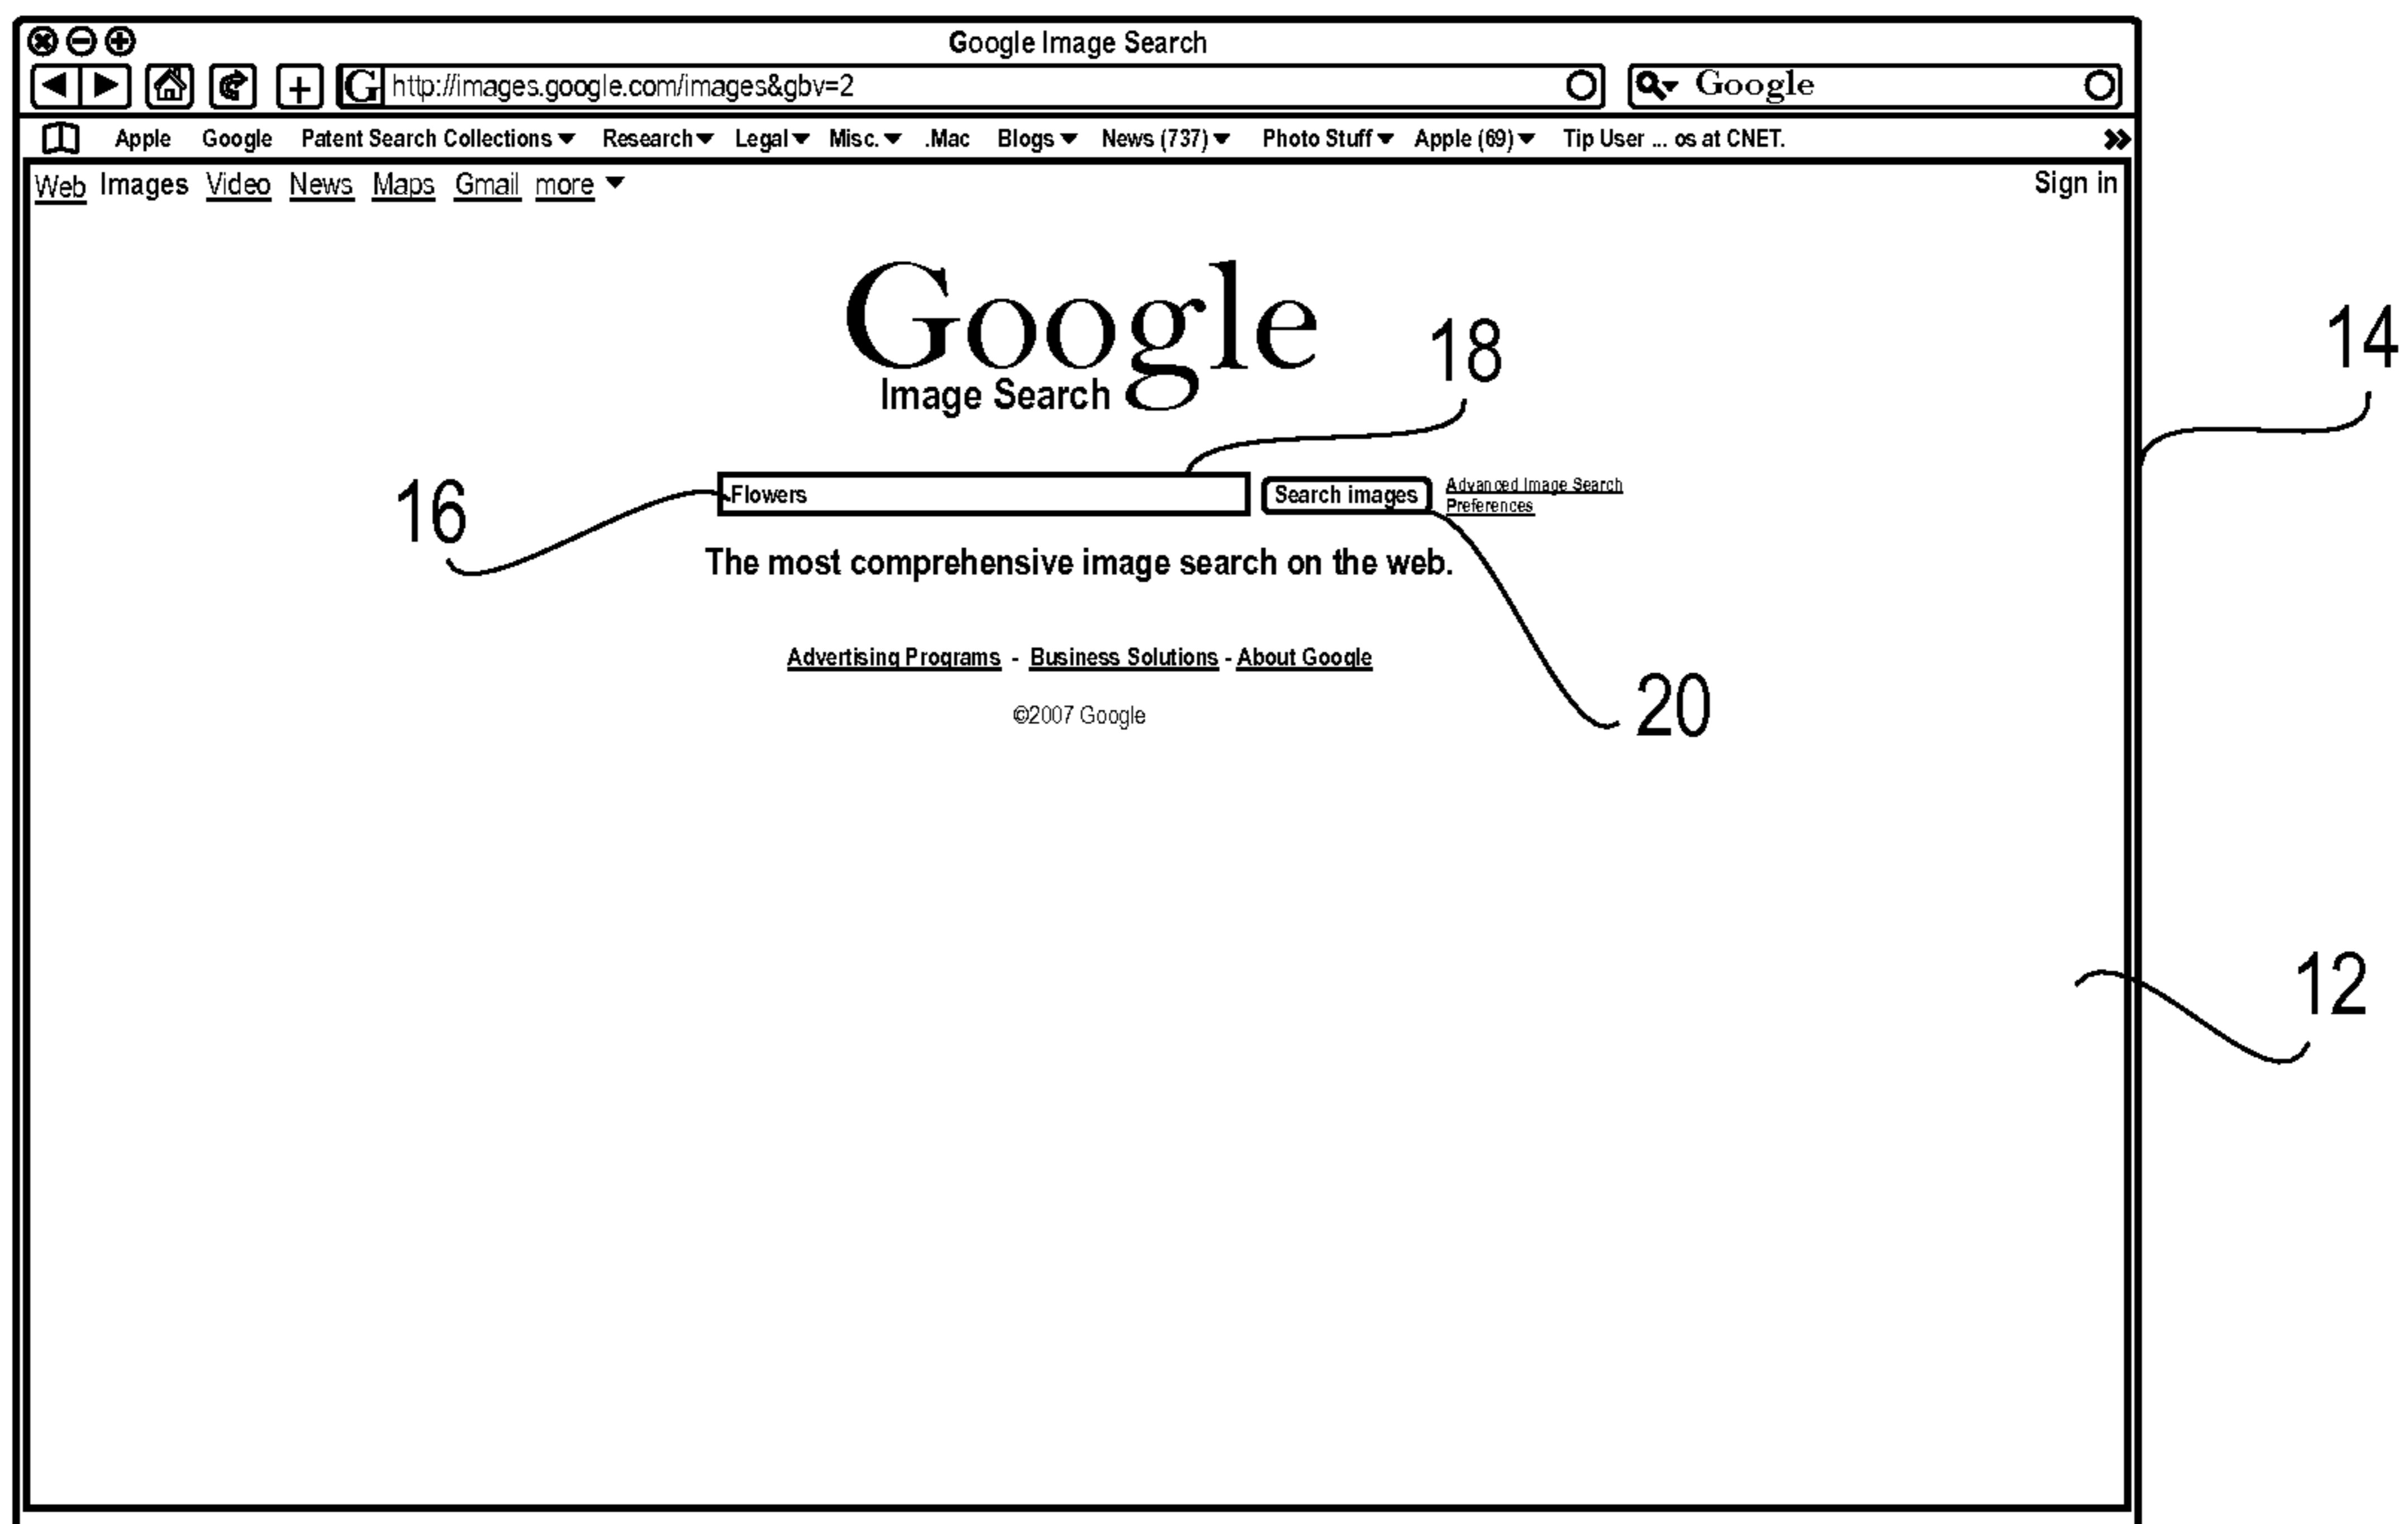 Google Image Search
G http://images.google.com/images&gbv=2 Google
Apple Google Patent Search Collections Research Legal Misc. .Mac Blogs News (737) Photo Stuff Apple (69) Tip User ... os at CNET.
Web Images Video News Maps Gmail more Sign in
Google
Image Search
18
14
16
Flowers Search images Advanced Image Search
Preferences
The most comprehensive image search on the web.
Advertising Programs - Business Solutions - About Google
20
©2007 Google
12